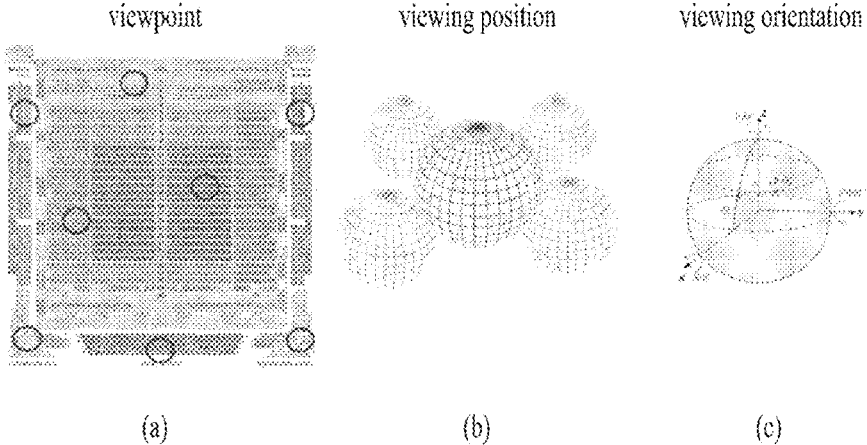 viewpoint
viewing position
viewing orientation
(a)
(b)
(c)